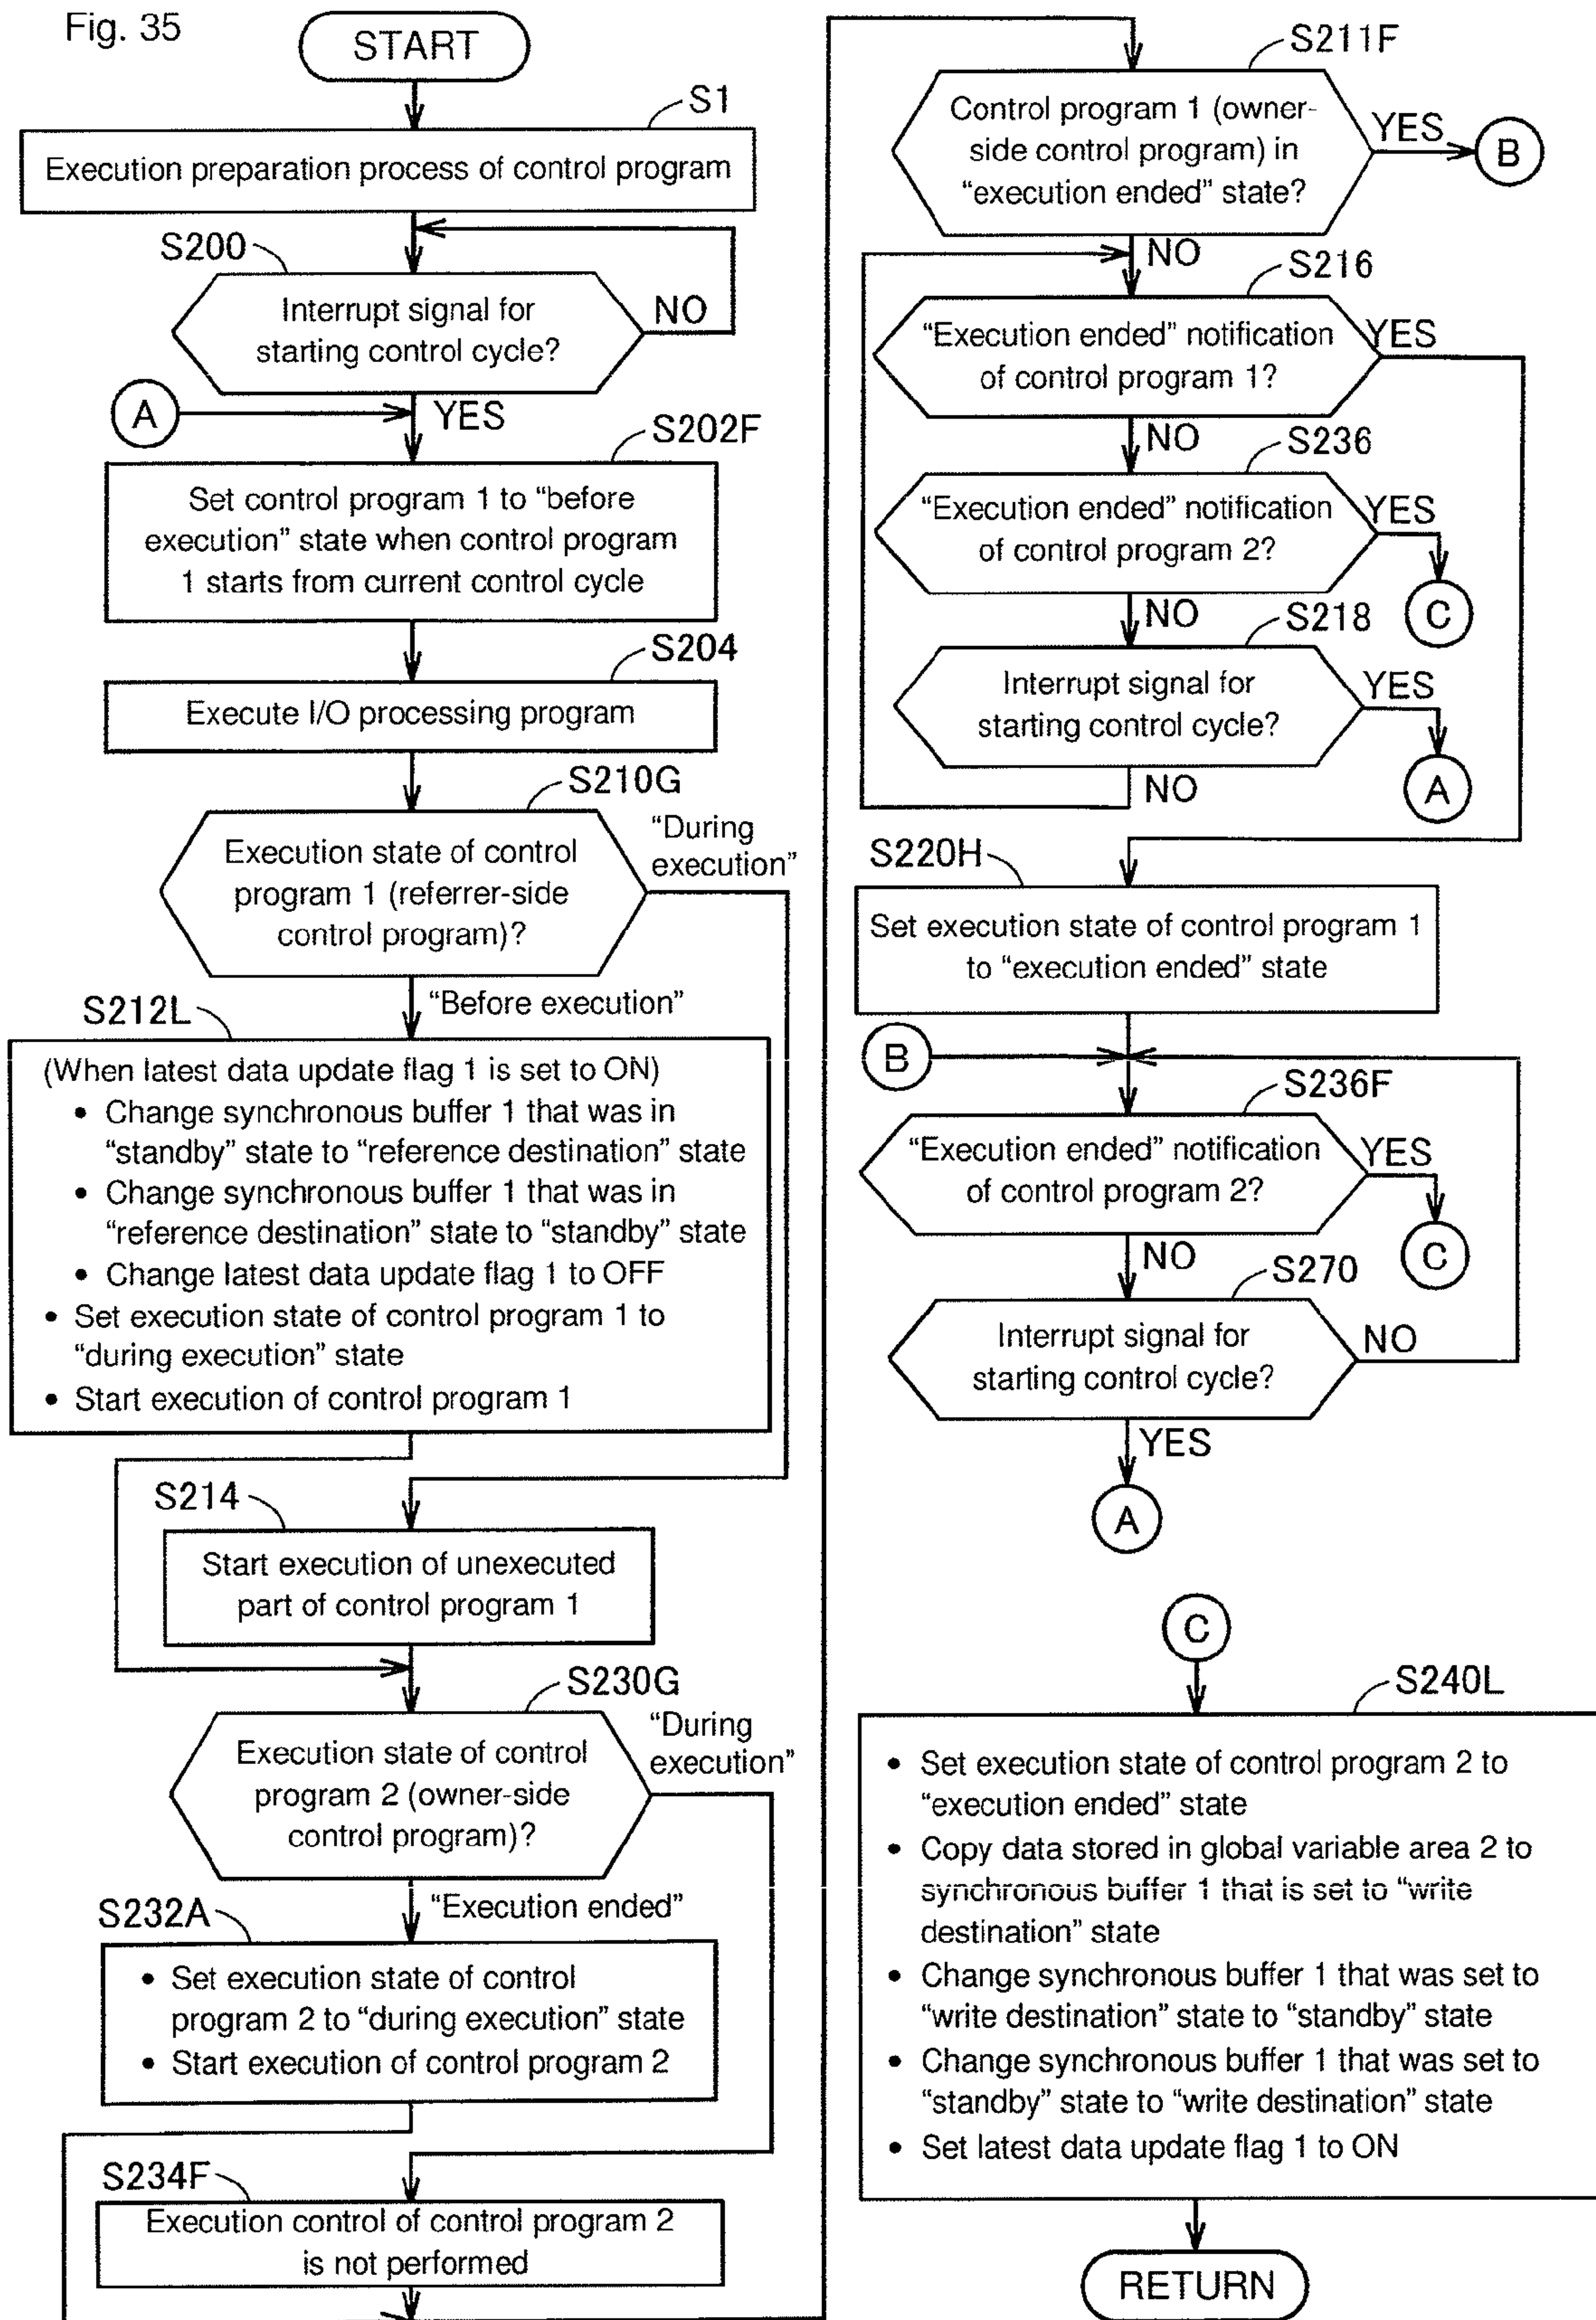 Fig. 35
START
S1
Execution preparation process of control program
S200
Interrupt signal for
starting control cycle?
NO
A
YES
S202F
Set control program 1 to “before
execution” state when control program
1 starts from current control cycle
S204
Execute I/O processing program
S210G
Execution state of control
program 1 (referrer-side
control program)?
“During
execution”
“Before execution”
S212L
(When latest data update flag 1 is set to ON)
• Change synchronous buffer 1 that was in
“standby” state to “reference destination” state
• Change synchronous buffer 1 that was in
“reference destination” state to “standby” state
• Change latest data update flag 1 to OFF
• Set execution state of control program 1 to
“during execution” state
• Start execution of control program 1
S214
Start execution of unexecuted
part of control program 1
S230G
Execution state of control
program 2 (owner-side
control program)?
“During
execution”
“Execution ended”
S232A
• Set execution state of control
program 2 to “during execution” state
• Start execution of control program 2
S234F
Execution control of control program 2
is not performed
S211F
Control program 1 (owner-
side control program) in
“execution ended” state?
YES
B
NO
S216
“Execution ended” notification
of control program 1?
YES
NO
S236
“Execution ended” notification
of control program 2?
YES
C
NO
S218
Interrupt signal for
starting control cycle?
YES
A
NO
S220H
Set execution state of control program 1
to “execution ended” state
B
S236F
“Execution ended” notification
of control program 2?
YES
C
NO
S270
Interrupt signal for
starting control cycle?
NO
YES
A
C
S240L
• Set execution state of control program 2 to
“execution ended” state
• Copy data stored in global variable area 2 to
synchronous buffer 1 that is set to “write
destination” state
• Change synchronous buffer 1 that was set to
“write destination” state to “standby” state
• Change synchronous buffer 1 that was set to
“standby” state to “write destination” state
• Set latest data update flag 1 to ON
RETURN